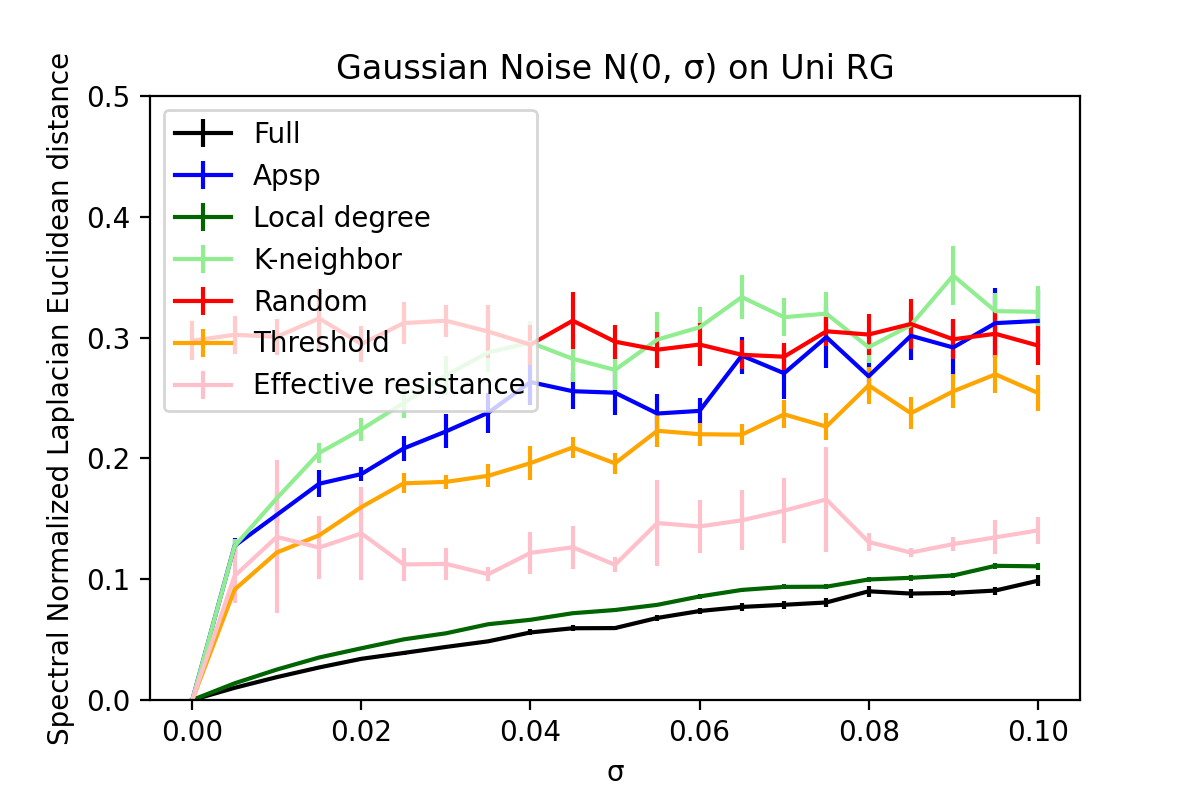 Gaussian Noise N(0, σ) on Uni RG
Spectral Normalized Laplacian Euclidean distance
0.5
0.4
0.3
0.2
0.1
0.0
Full
Apsp
Local degree
K-neighbor
Random
Threshold
Effective resistance
0.00 0.02 0.04 0.06 0.08 0.10
σ